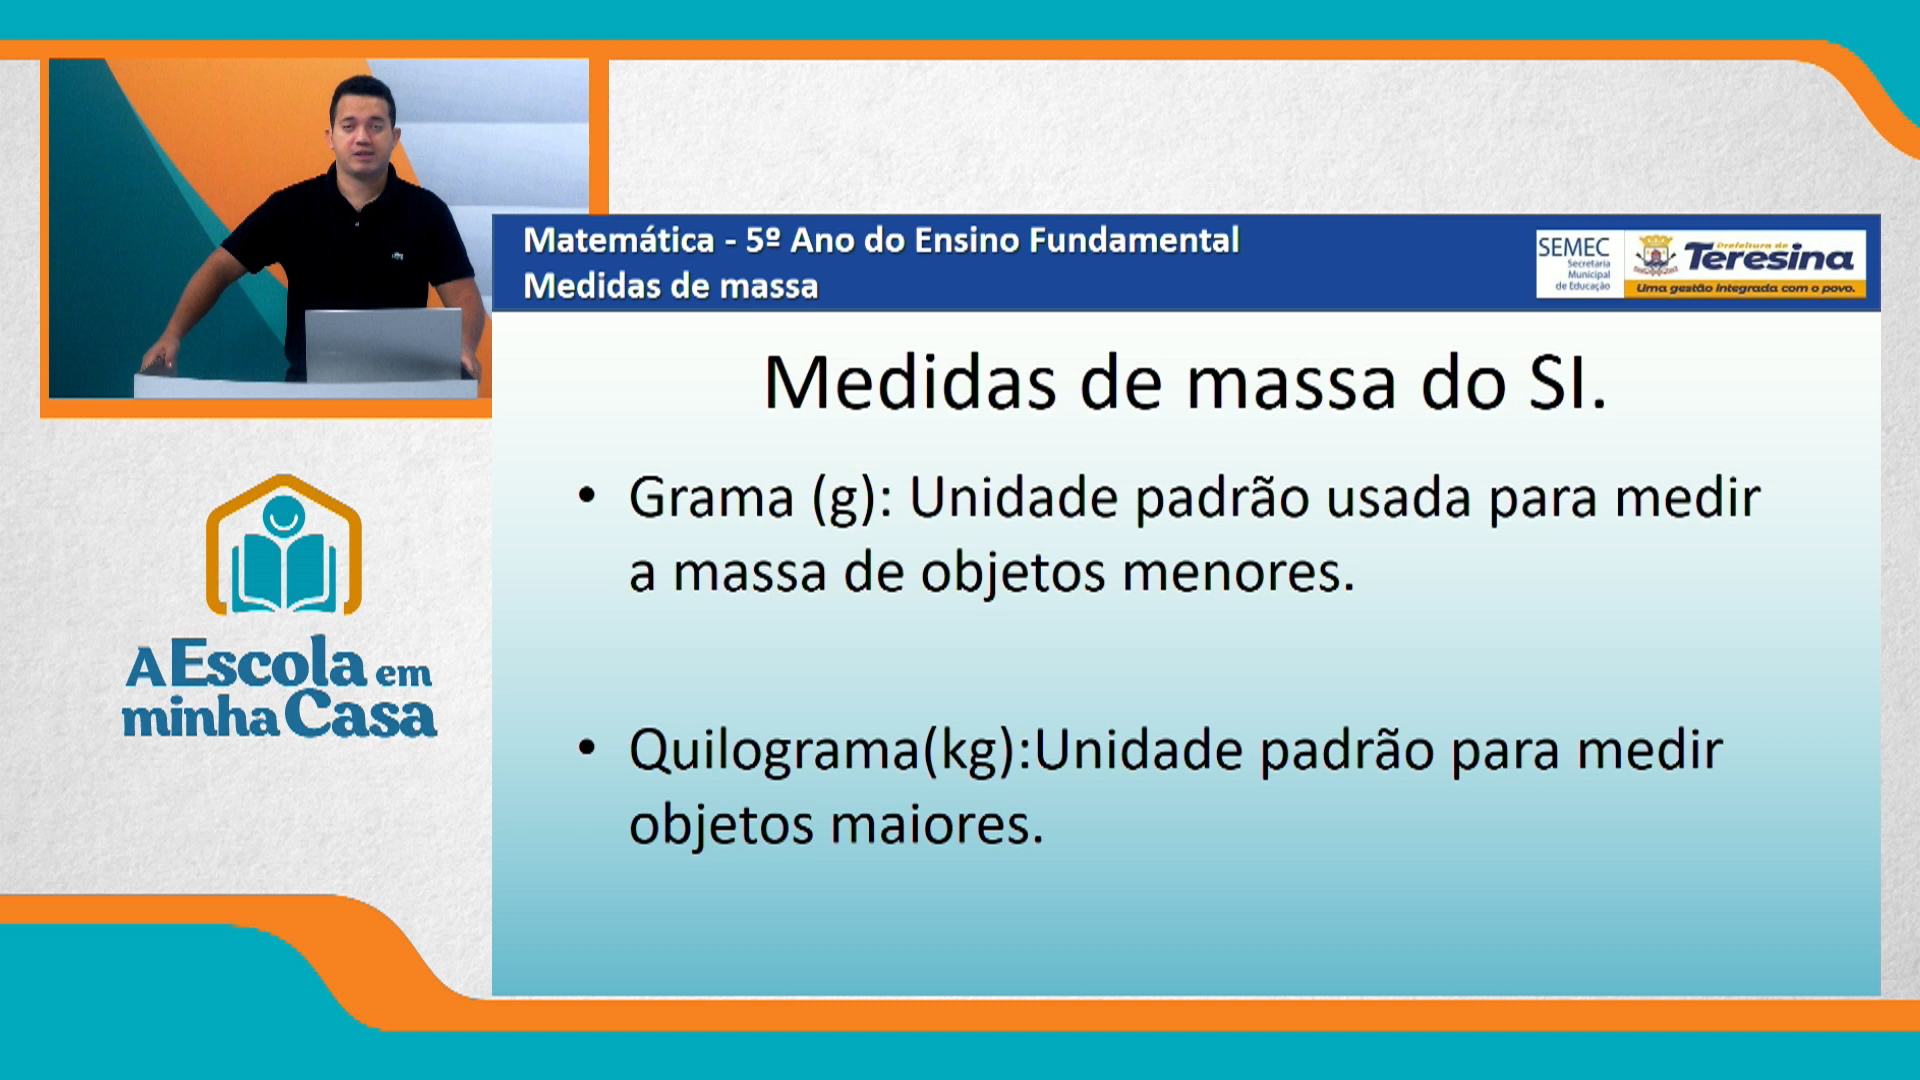 Matemática - 5º Ano do Ensino Fundamental
Medidas de massa
SEMEC
Secretaria
Municipal
de Educação
Prefeitura de
Teresina
Uma gestão integrada com o povo.
Medidas de massa do SI.
• Grama (g): Unidade padrão usada para medir
a massa de objetos menores.
• Quilograma(kg):Unidade padrão para medir
objetos maiores.
A Escola em
minha Casa